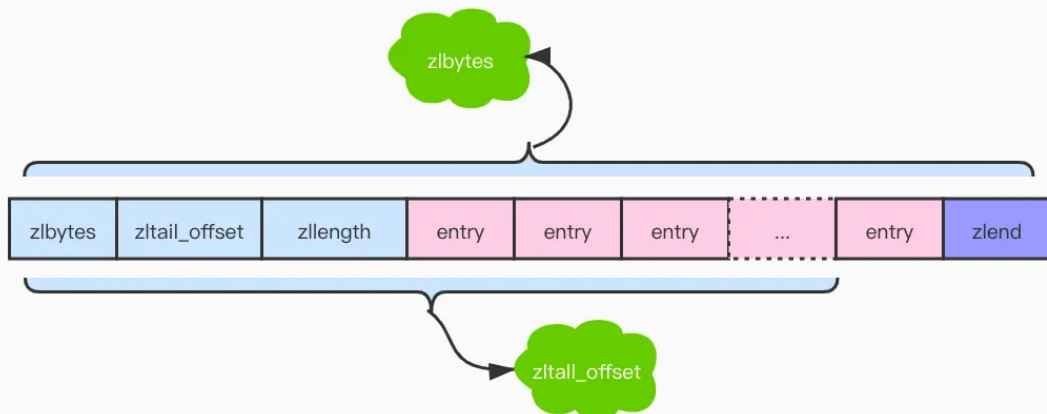 zlbytes
zlbytes zltail_offset zllength entry entry entry ... entry zlend
zltall_offset